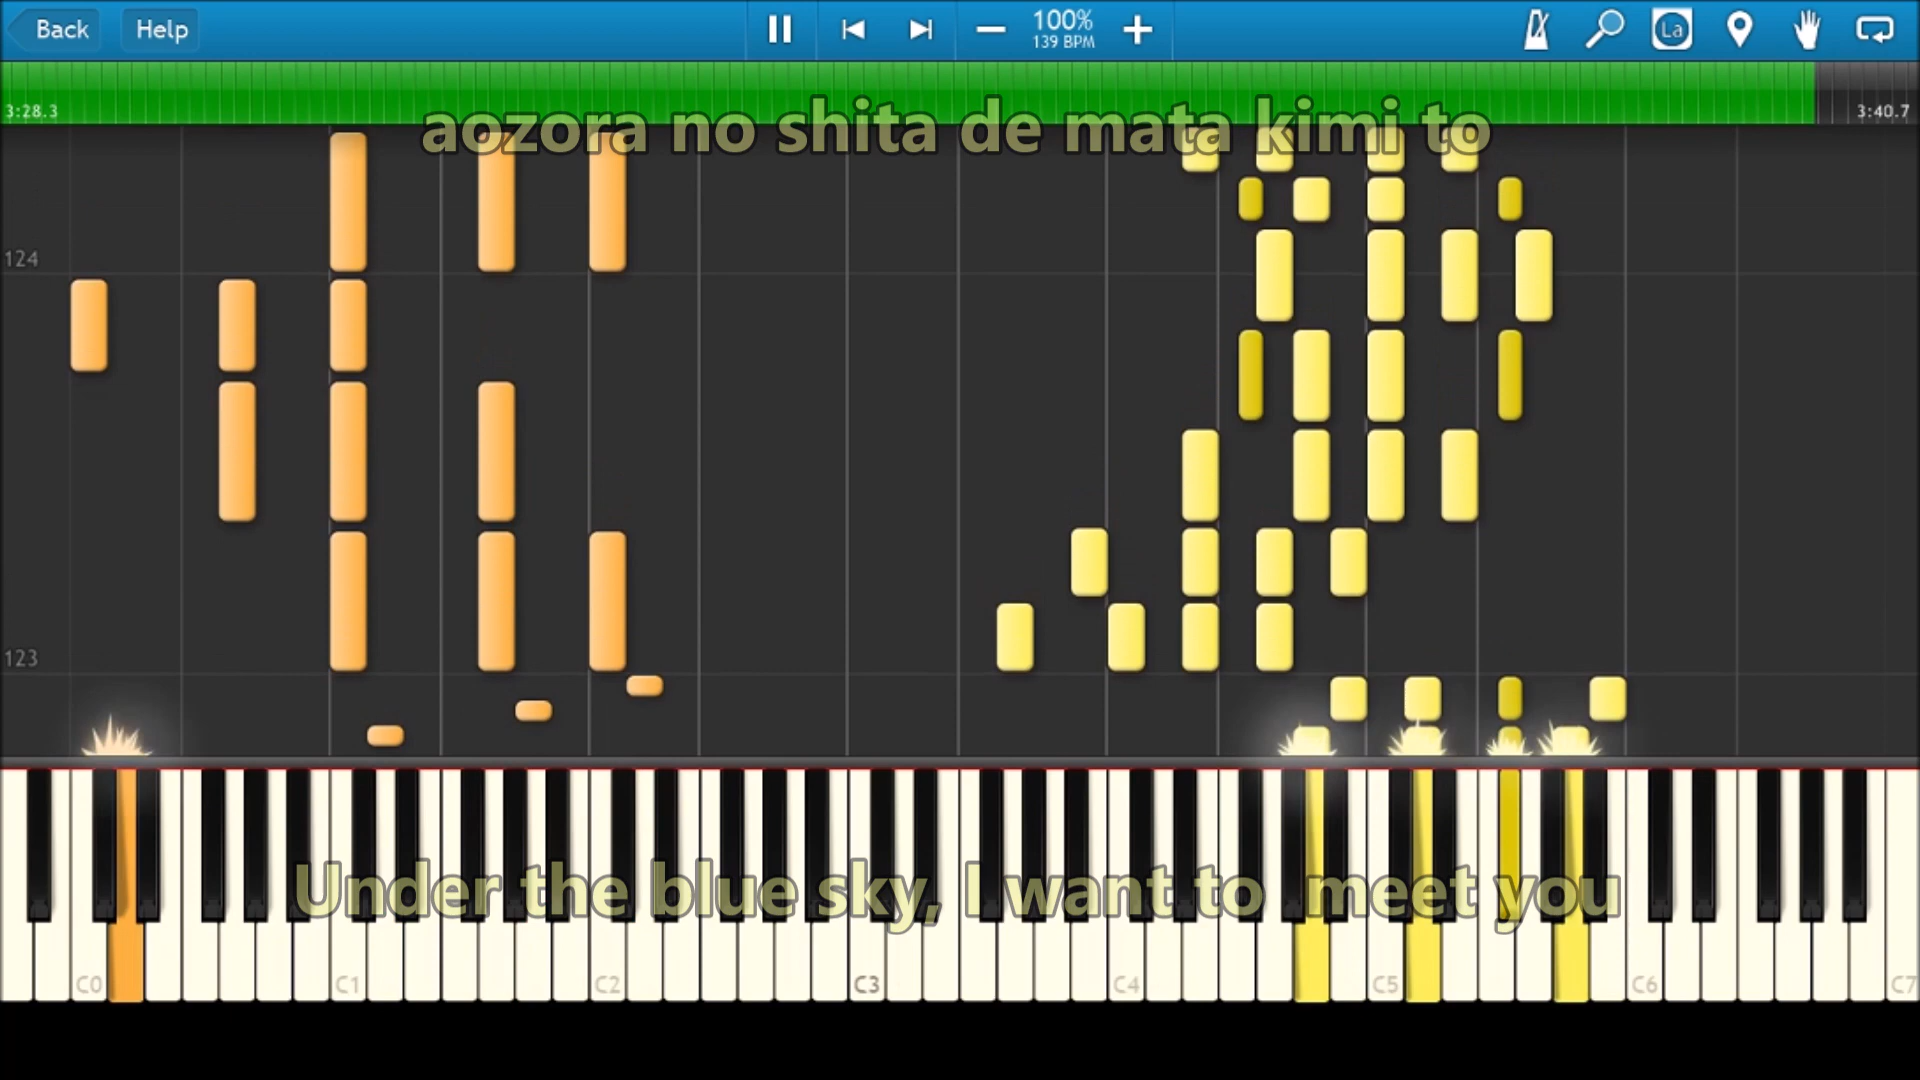 Back Help 100% La
139 BPM
3:28.3 3:40.7
aozora no shita de mata kimi to
124
123
Under the blue sky, I want to meet you
C0 C1 C2 C3 C4 C5 C6 C7